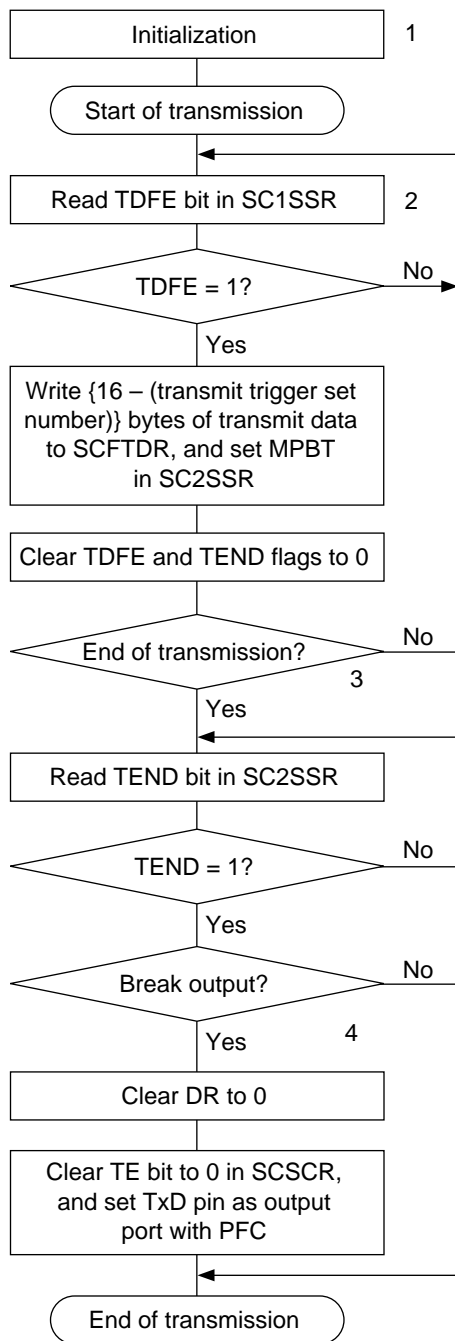 Initialization
1
Start of transmission
Read TDFE bit in SC1SSR
2
TDFE = 1?
No
Yes
Write {16 – (transmit trigger set
number)} bytes of transmit data
to SCFTDR, and set MPBT
in SC2SSR
Clear TDFE and TEND flags to 0
End of transmission?
No
3
Yes
Read TEND bit in SC2SSR
TEND = 1?
No
Yes
Break output?
No
4
Yes
Clear DR to 0
Clear TE bit to 0 in SCSCR,
and set TxD pin as output
port with PFC
End of transmission